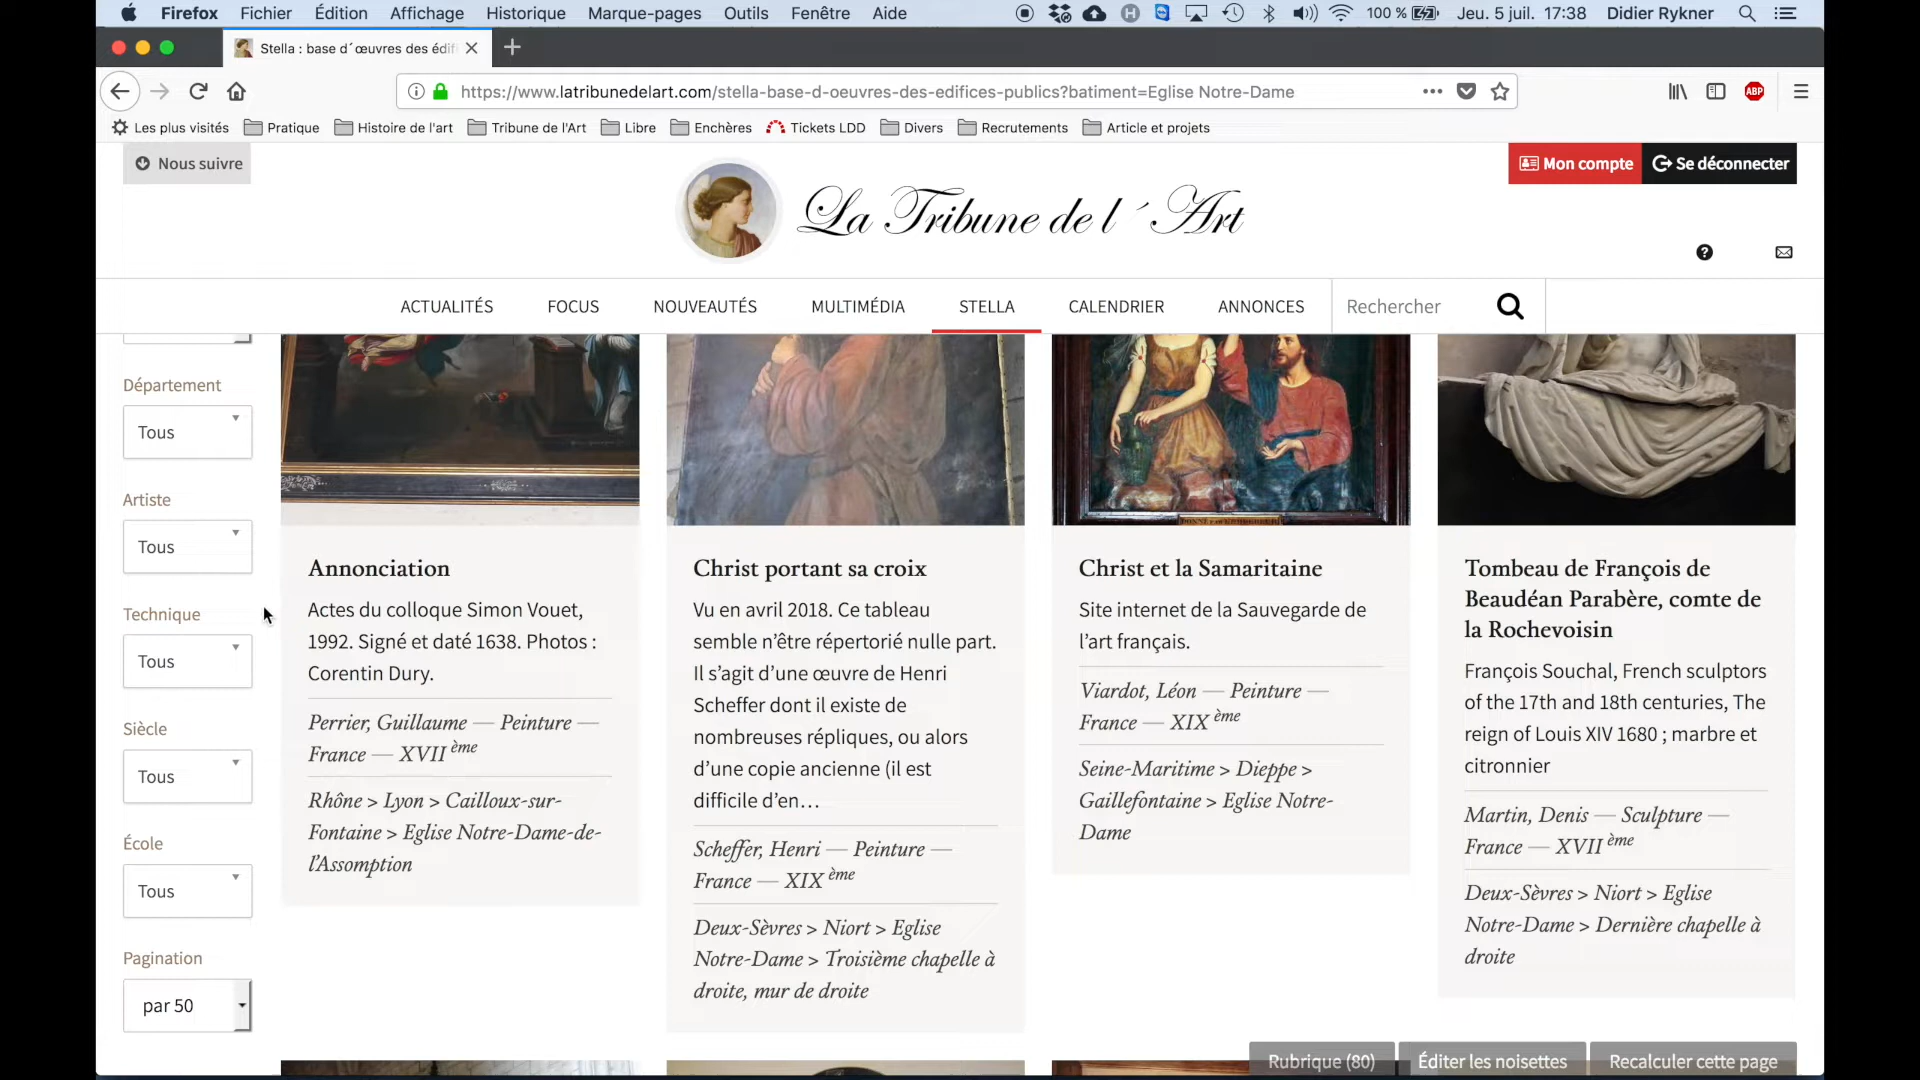 Firefox Fichier Édition Affichage Historique Marque-pages Outils Fenêtre Aide 100 % Jeu. 5 juil. 17:38 Didier Rykner
Stella : base d´œuvres des édif
https://www.latribunedelart.com/stella-base-d-oeuvres-des-edifices-publics?batiment=Eglise Notre-Dame
ABP
Les plus visités Pratique Histoire de l'art Tribune de l'Art Libre Enchères Tickets LDD Divers Recrutements Article et projets
Nous suivre
Mon compte Se déconnecter
La Tribune de l´Art
ACTUALITÉS FOCUS NOUVEAUTÉS MULTIMÉDIA STELLA CALENDRIER ANNONCES Rechercher
Département
Tous
Artiste
Tous
Technique
Tous
Siècle
Tous
École
Tous
Pagination
par 50
Annonciation
Actes du colloque Simon Vouet,
1992. Signé et daté 1638. Photos :
Corentin Dury.
Perrier, Guillaume — Peinture —
France — XVII ème
Rhône > Lyon > Cailloux-sur-
Fontaine > Eglise Notre-Dame-de-
l’Assomption
Christ portant sa croix
Vu en avril 2018. Ce tableau
semble n’être répertorié nulle part.
Il s’agit d’une œuvre de Henri
Scheffer dont il existe de
nombreuses répliques, ou alors
d’une copie ancienne (il est
difficile d’en…
Scheffer, Henri — Peinture —
France — XIX ème
Deux-Sèvres > Niort > Eglise
Notre-Dame > Troisième chapelle à
droite, mur de droite
Christ et la Samaritaine
Site internet de la Sauvegarde de
l’art français.
Viardot, Léon — Peinture —
France — XIX ème
Seine-Maritime > Dieppe >
Gaillefontaine > Eglise Notre-
Dame
Tombeau de François de
Beaudéan Parabère, comte de
la Rochevoisin
François Souchal, French sculptors
of the 17th and 18th centuries, The
reign of Louis XIV 1680 ; marbre et
citronnier
Martin, Denis — Sculpture —
France — XVII ème
Deux-Sèvres > Niort > Eglise
Notre-Dame > Dernière chapelle à
droite
Rubrique (80) Éditer les noisettes Recalculer cette page